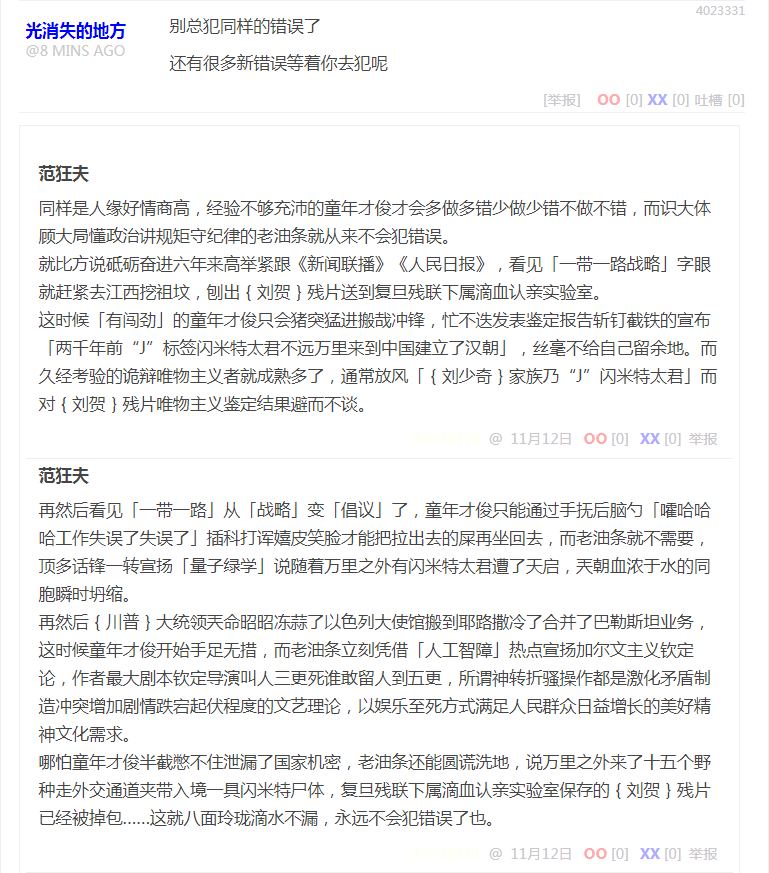 4023331
光消失的地方
@8 MINS AGO
别总犯同样的错误了
还有很多新错误等着你去犯呢
[举报] OO [0] XX [0] 吐槽 [0]
范狂夫
同样是人缘好情商高，经验不够充沛的童年才俊才会多做多错少做少错不做不错，而识大体
顾大局懂政治讲规矩守纪律的老油条就从来不会犯错误。
就比方说砥砺奋进六年来高举紧跟《新闻联播》《人民日报》，看见「一带一路战略」字眼
就赶紧去江西挖祖坟，刨出｛刘贺｝残片送到复旦残联下属滴血认亲实验室。
这时候「有闯劲」的童年才俊只会猪突猛进搬哉冲锋，忙不迭发表鉴定报告斩钉截铁的宣布
「两千年前“J”标签闪米特太君不远万里来到中国建立了汉朝」，丝毫不给自己留余地。而
久经考验的诡辩唯物主义者就成熟多了，通常放风「｛刘少奇｝家族乃“J”闪米特太君」而
对｛刘贺｝残片唯物主义鉴定结果避而不谈。
@ 11月12日 OO [0] XX [0] 举报
范狂夫
再然后看见「一带一路」从「战略」变「倡议」了，童年才俊只能通过手抚后脑勺「嚯哈哈
哈工作失误了失误了」插科打诨嬉皮笑脸才能把拉出去的屎再坐回去，而老油条就不需要，
顶多话锋一转宣扬「量子绿学」说随着万里之外有闪米特太君遭了天启，天朝血浓于水的同
胞瞬时坍缩。
再然后｛川普｝大统领天命昭昭冻蒜了以色列大使馆搬到耶路撒冷了合并了巴勒斯坦业务，
这时候童年才俊开始手足无措，而老油条立刻凭借「人工智障」热点宣扬加尔文主义钦定
论，作者最大剧本钦定导演叫人三更死谁敢留人到五更，所谓神转折骚操作都是激化矛盾制
造冲突增加剧情跌宕起伏程度的文艺理论，以娱乐至死方式满足人民群众日益增长的美好精
神文化需求。
哪怕童年才俊半截憋不住泄漏了国家机密，老油条还能圆谎洗地，说万里之外来了十五个野
种走外交通道夹带入境一具闪米特尸体，复旦残联下属滴血认亲实验室保存的｛刘贺｝残片
已经被掉包……这就八面玲珑滴水不漏，永远不会犯错误了也。
@ 11月12日 OO [0] XX [0] 举报